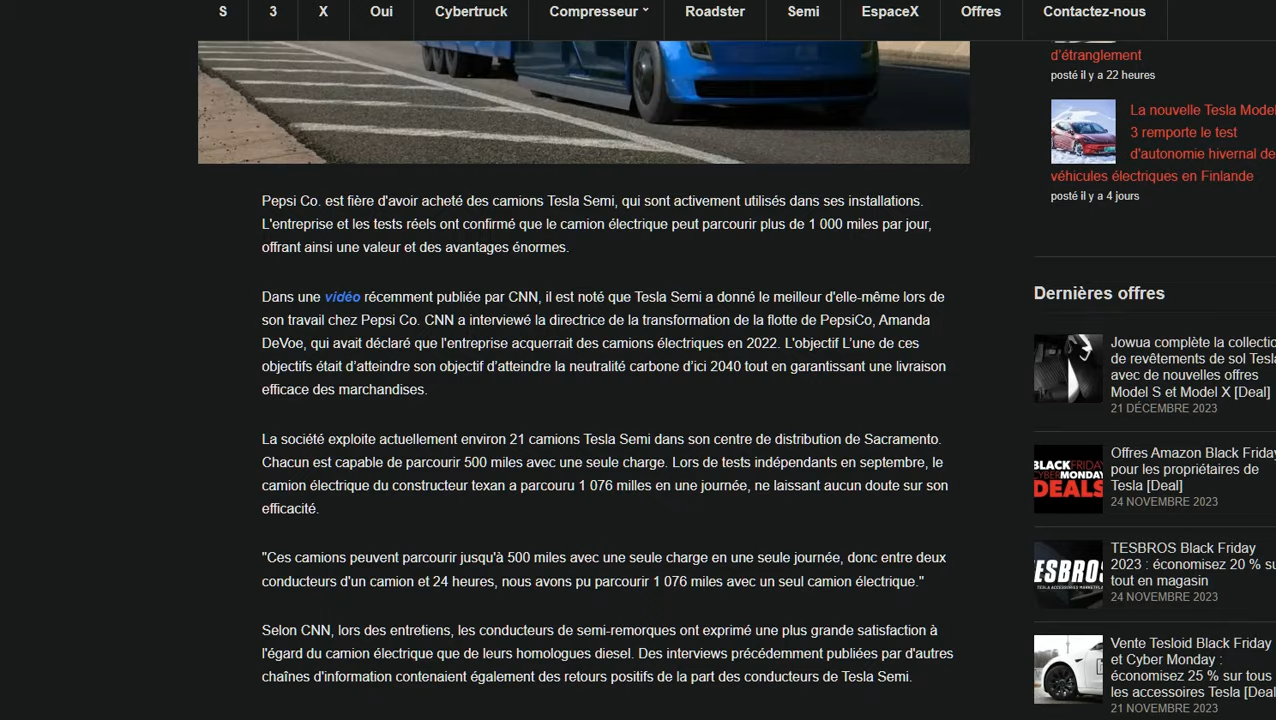 S 3 X Oui Cybertruck Compresseur Roadster Semi EspaceX Offres Contactez-nous
Pepsi Co. est fière d'avoir acheté des camions Tesla Semi, qui sont activement utilisés dans ses installations.
L'entreprise et les tests réels ont confirmé que le camion électrique peut parcourir plus de 1 000 miles par jour,
offrant ainsi une valeur et des avantages énormes.
Dans une vidéo récemment publiée par CNN, il est noté que Tesla Semi a donné le meilleur d'elle-même lors de
son travail chez Pepsi Co. CNN a interviewé la directrice de la transformation de la flotte de PepsiCo, Amanda
DeVoe, qui avait déclaré que l'entreprise acquerrait des camions électriques en 2022. L'objectif L’une de ces
objectifs était d’atteindre son objectif d’atteindre la neutralité carbone d’ici 2040 tout en garantissant une livraison
efficace des marchandises.
La société exploite actuellement environ 21 camions Tesla Semi dans son centre de distribution de Sacramento.
Chacun est capable de parcourir 500 miles avec une seule charge. Lors de tests indépendants en septembre, le
camion électrique du constructeur texan a parcouru 1 076 milles en une journée, ne laissant aucun doute sur son
efficacité.
"Ces camions peuvent parcourir jusqu'à 500 miles avec une seule charge en une seule journée, donc entre deux
conducteurs d'un camion et 24 heures, nous avons pu parcourir 1 076 miles avec un seul camion électrique."
Selon CNN, lors des entretiens, les conducteurs de semi-remorques ont exprimé une plus grande satisfaction à
l'égard du camion électrique que de leurs homologues diesel. Des interviews précédemment publiées par d'autres
chaînes d'information contenaient également des retours positifs de la part des conducteurs de Tesla Semi.
d’étranglement
posté il y a 22 heures
La nouvelle Tesla Model
3 remporte le test
d'autonomie hivernal de
véhicules électriques en Finlande
posté il y a 4 jours
Dernières offres
Jowua complète la collectio
de revêtements de sol Tesla
avec de nouvelles offres
Model S et Model X [Deal]
21 DÉCEMBRE 2023
BLACKFRIDAY
CYBERMONDAY
DEALS
Offres Amazon Black Friday
pour les propriétaires de
Tesla [Deal]
24 NOVEMBRE 2023
TESBROS
TESBROS Black Friday
2023 : économisez 20 % su
tout en magasin
24 NOVEMBRE 2023
Vente Tesloid Black Friday
et Cyber Monday :
économisez 25 % sur tous
les accessoires Tesla [Deal
21 NOVEMBRE 2023